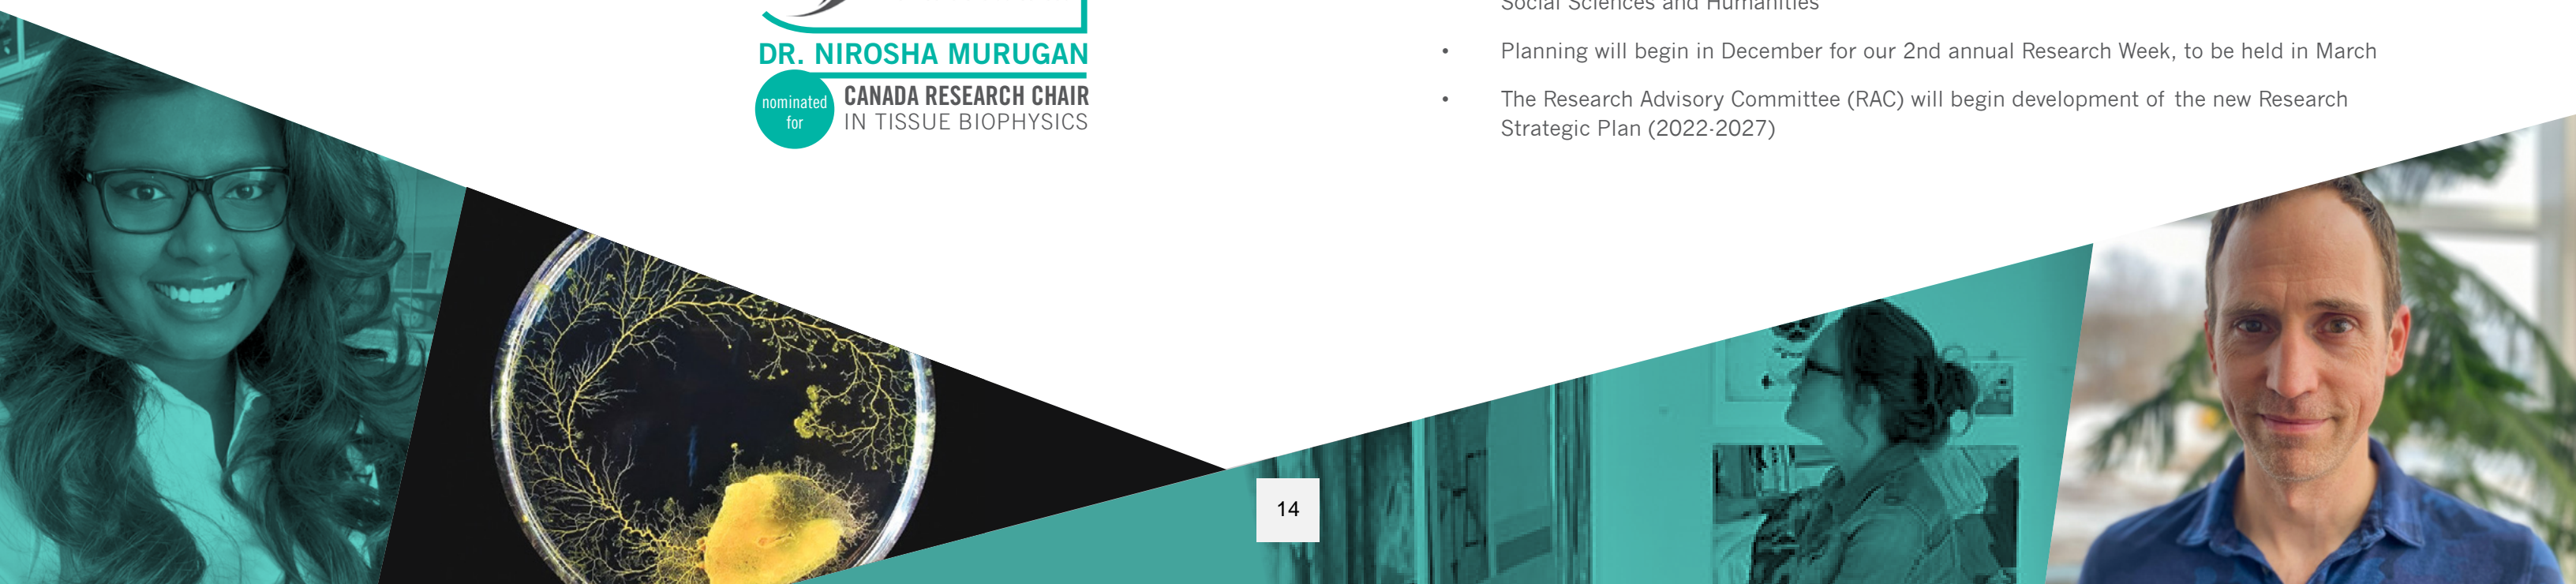 DR. NIROSHA MURUGAN
nominated
for
CANADA RESEARCH CHAIR
IN TISSUE BIOPHYSICS
Social Sciences and Humanities
• Planning will begin in December for our 2nd annual Research Week, to be held in March
• The Research Advisory Committee (RAC) will begin development of the new Research
Strategic Plan (2022-2027)
14